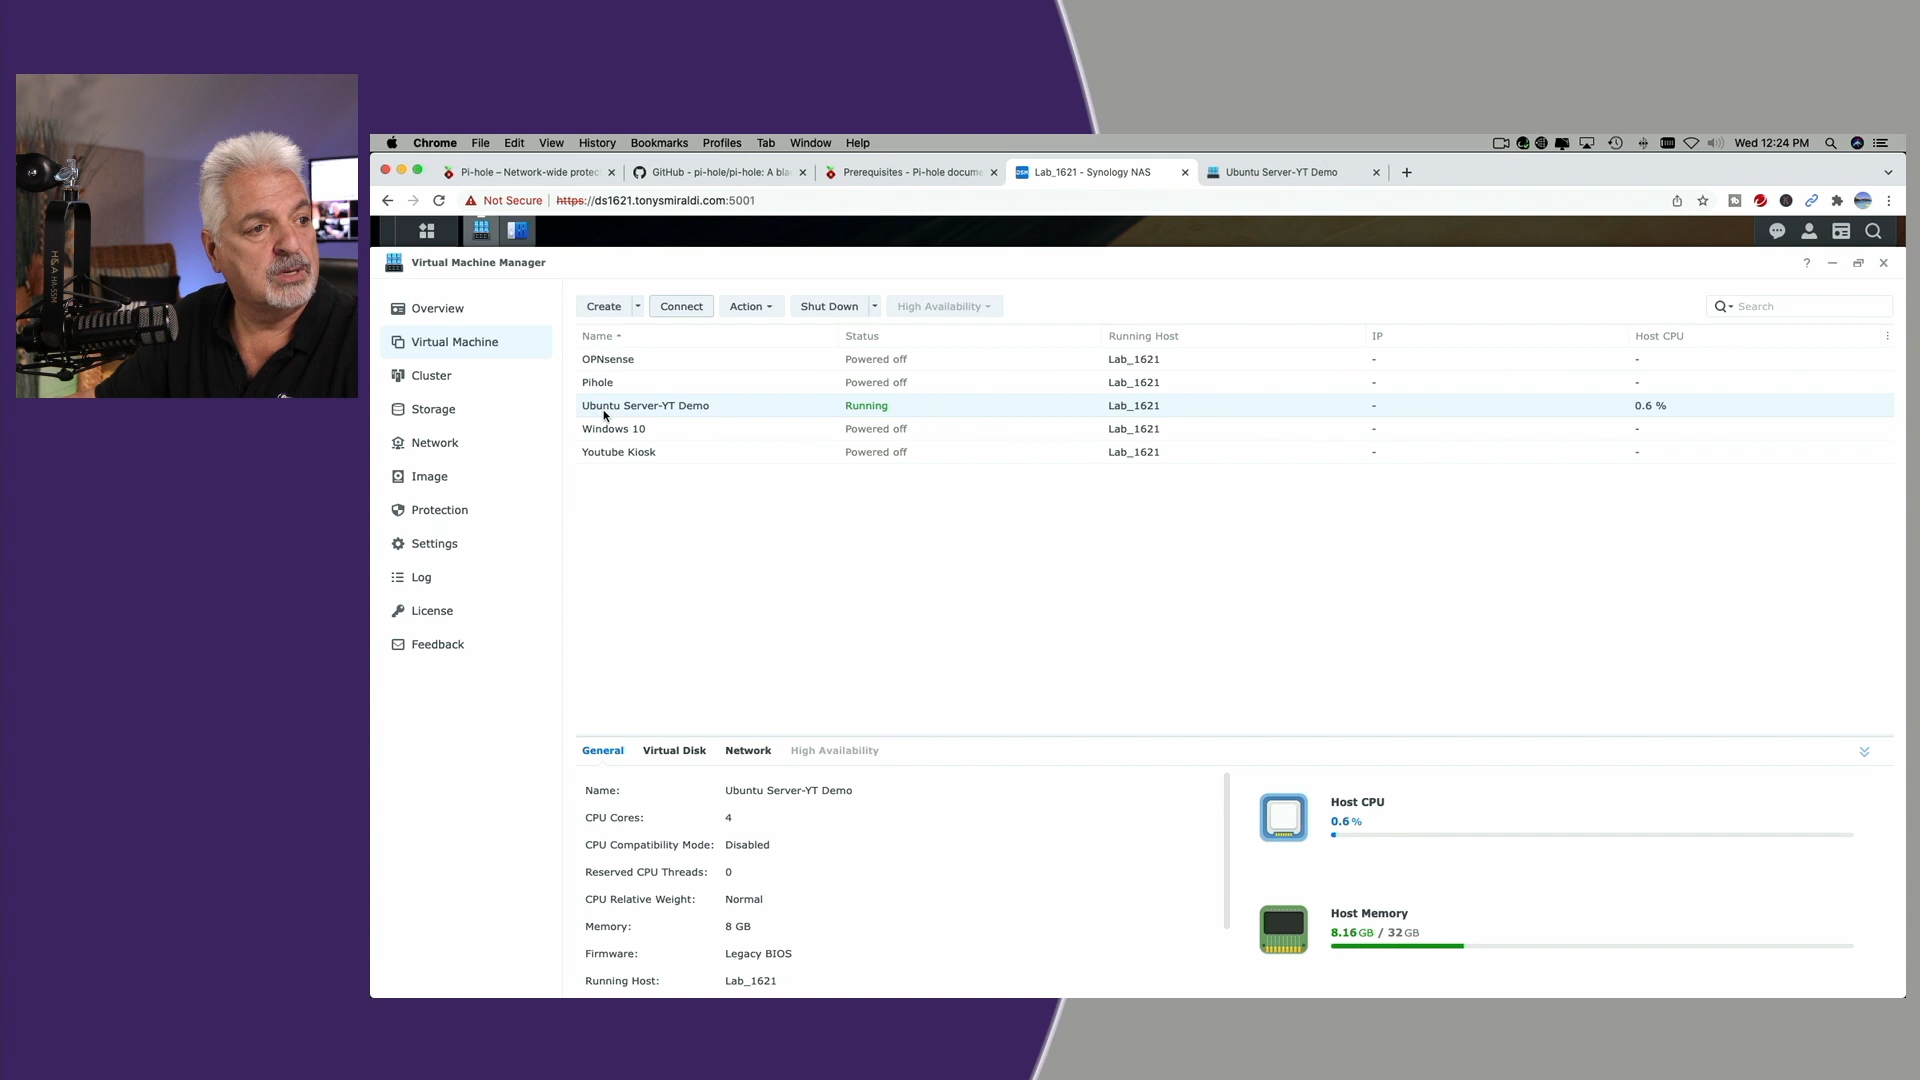 Chrome File Edit View History Bookmarks Profiles Tab Window Help Wed 12:24 PM
Pi-hole – Network-wide protec GitHub - pi-hole/pi-hole: A bla Prerequisites - Pi-hole docume DSM Lab_1621 - Synology NAS Ubuntu Server-YT Demo
Not Secure https://ds1621.tonysmiraldi.com:5001
Virtual Machine Manager
Overview
Virtual Machine
Cluster
Storage
Network
Image
Protection
Settings
Log
License
Feedback
Create Connect Action Shut Down High Availability Search
Name Status Running Host IP Host CPU
OPNsense Powered off Lab_1621 - -
Pihole Powered off Lab_1621 - -
Ubuntu Server-YT Demo Running Lab_1621 - 0.6 %
Windows 10 Powered off Lab_1621 - -
Youtube Kiosk Powered off Lab_1621 - -
General Virtual Disk Network High Availability
Name: Ubuntu Server-YT Demo
CPU Cores: 4
CPU Compatibility Mode: Disabled
Reserved CPU Threads: 0
CPU Relative Weight: Normal
Memory: 8 GB
Firmware: Legacy BIOS
Running Host: Lab_1621
Host CPU
0.6 %
Host Memory
8.16 GB / 32 GB
H&A HA-SSM